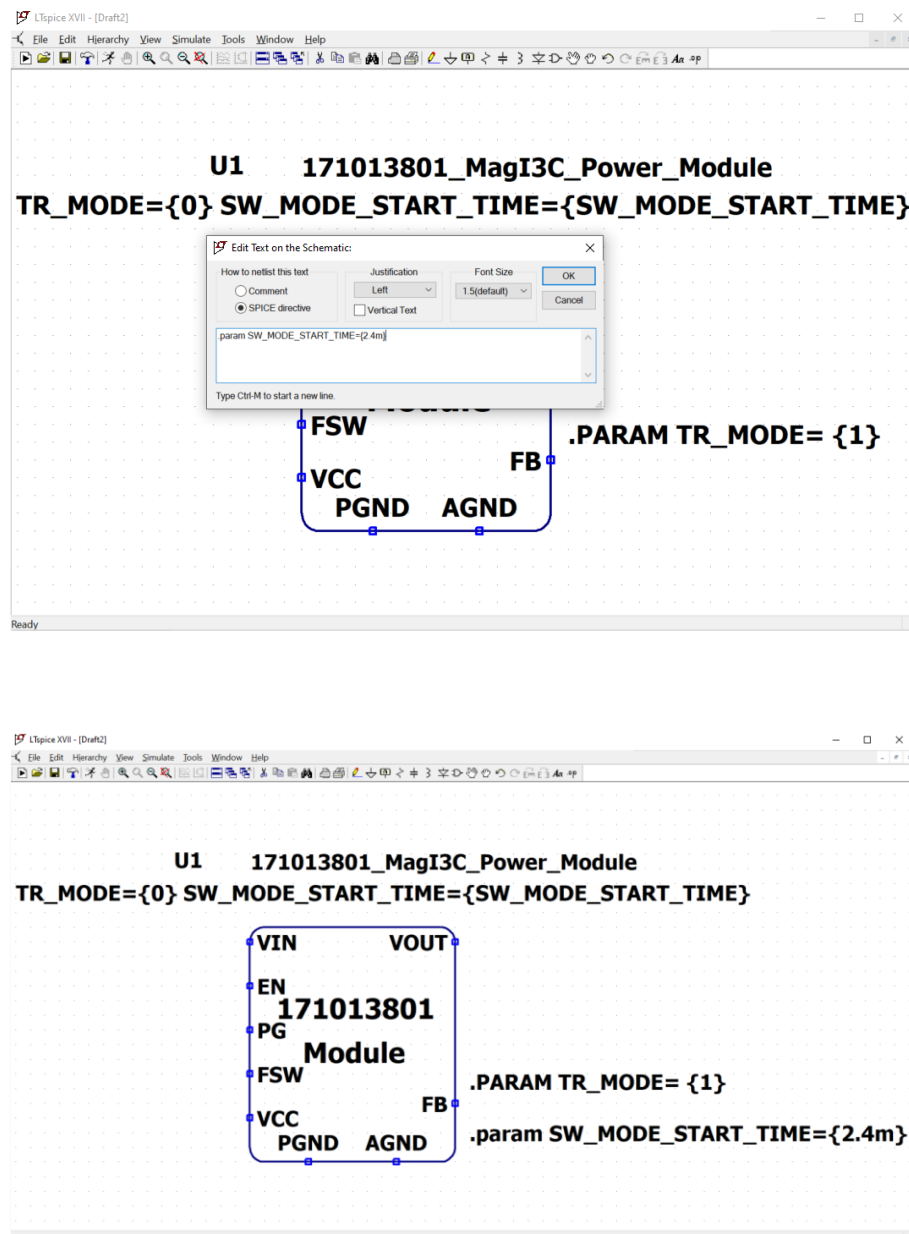 LTspice XVII - [Draft2]
File Edit Hierarchy View Simulate Tools Window Help
U1 171013801_MagI3C_Power_Module
TR_MODE={0} SW_MODE_START_TIME={SW_MODE_START_TIME}
Edit Text on the Schematic:
How to netlist this text
Justification
Font Size
OK
Comment
Left
1.5(default)
Cancel
SPICE directive
Vertical Text
.param SW_MODE_START_TIME={2.4m}
Type Ctrl-M to start a new line.
FSW
.PARAM TR_MODE= {1}
FB
VCC
PGND AGND
Ready
LTspice XVII - [Draft2]
File Edit Hierarchy View Simulate Tools Window Help
U1 171013801_MagI3C_Power_Module
TR_MODE={0} SW_MODE_START_TIME={SW_MODE_START_TIME}
VIN VOUT
EN
171013801
PG
Module
FSW
.PARAM TR_MODE= {1}
FB
VCC
.param SW_MODE_START_TIME={2.4m}
PGND AGND